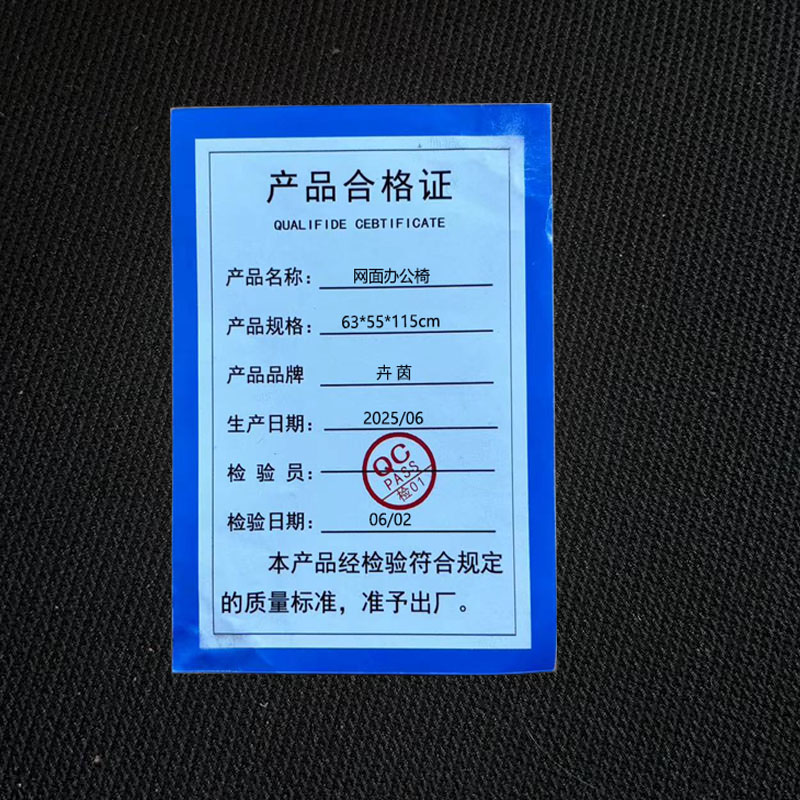 产品合格证
QUALIFIDE CEBTIFICATE
产品名称： 网面办公椅
产品规格： 63*55*115cm
产品品牌 卉茵
生产日期： 2025/06
检验员： QC PASS 检01
检验日期： 06/02
本产品经检验符合规定
的质量标准，准予出厂。